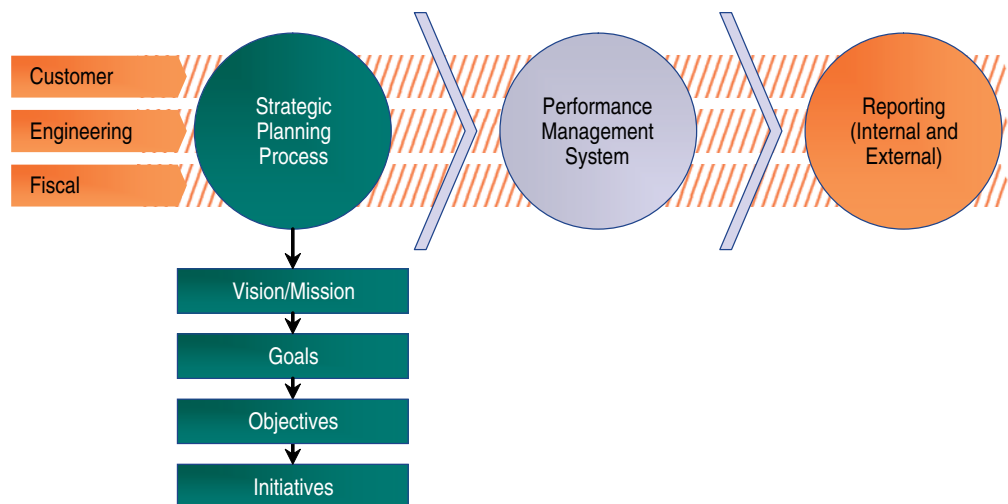 Customer
Engineering
Fiscal
Strategic
Planning
Process
Performance
Management
System
Reporting
(Internal and
External)
Vision/Mission
Goals
Objectives
Initiatives